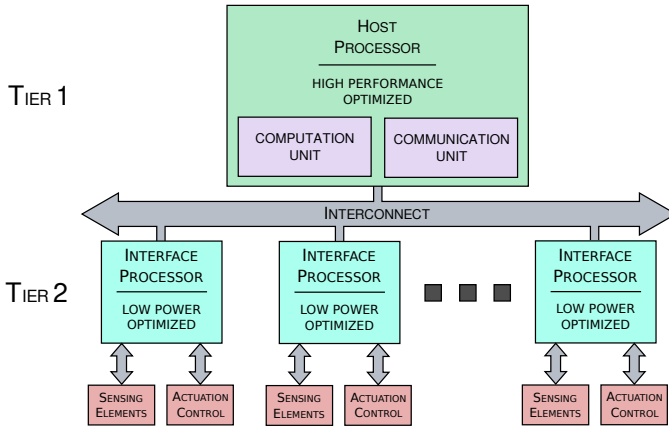 HOST
PROCESSOR
HIGH PERFORMANCE
OPTIMIZED
TIER 1
COMPUTATION
UNIT
COMMUNICATION
UNIT
INTERCONNECT
TIER 2
INTERFACE
PROCESSOR
LOW POWER
OPTIMIZED
INTERFACE
PROCESSOR
LOW POWER
OPTIMIZED
INTERFACE
PROCESSOR
LOW POWER
OPTIMIZED
SENSING
ELEMENTS
ACTUATION
CONTROL
SENSING
ELEMENTS
ACTUATION
CONTROL
SENSING
ELEMENTS
ACTUATION
CONTROL